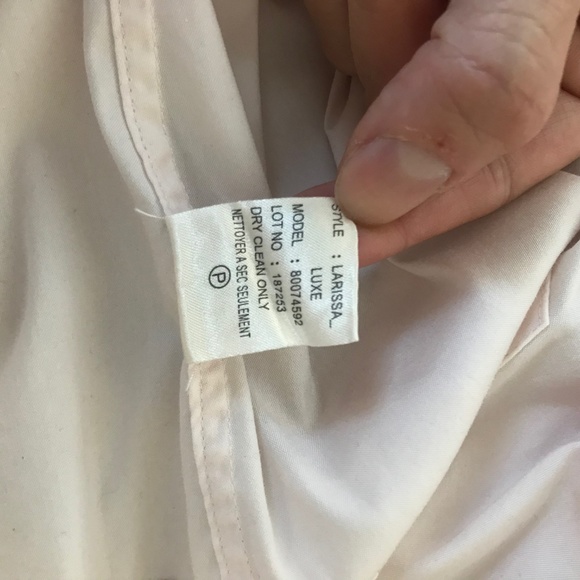 STYLE : LARISSA_
LUXE
MODEL : 80074592
LOT NO : 187253
DRY CLEAN ONLY
NETTOYER A SEC SEULEMENT
P